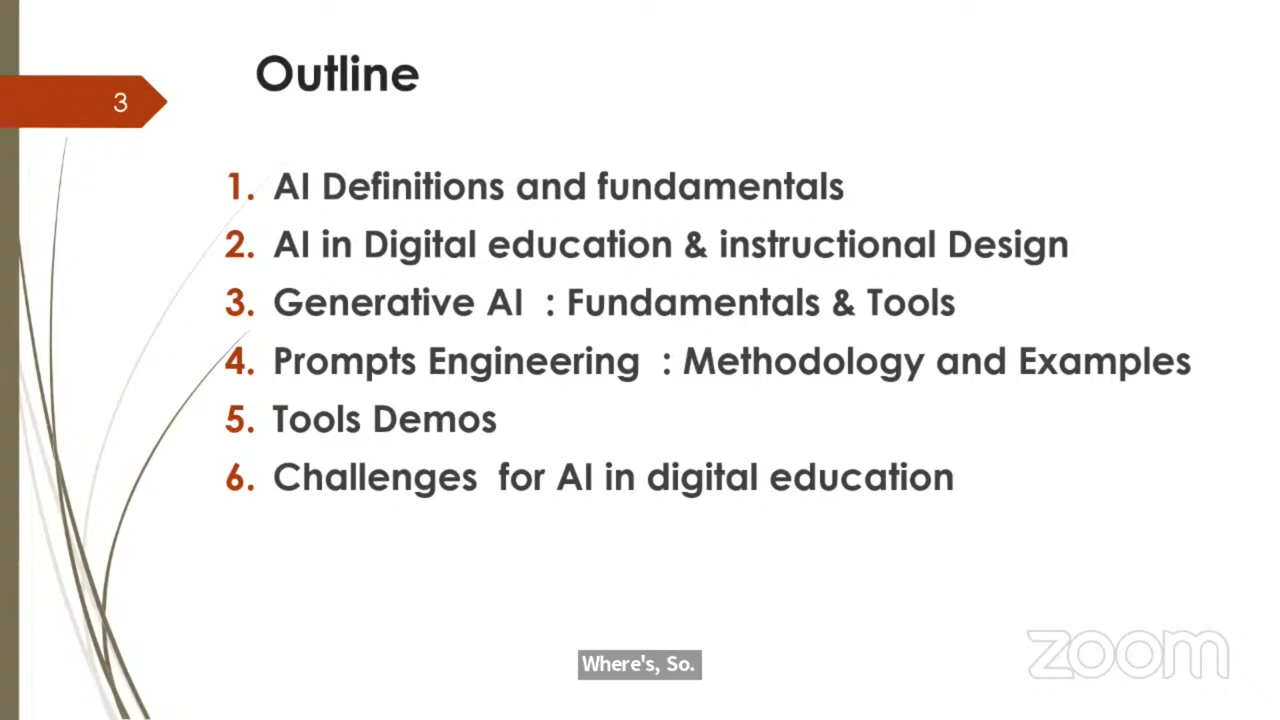 Outline
3
1. AI Definitions and fundamentals
2. AI in Digital education & instructional Design
3. Generative AI : Fundamentals & Tools
4. Prompts Engineering : Methodology and Examples
5. Tools Demos
6. Challenges for AI in digital education
Where's, So.
zoom